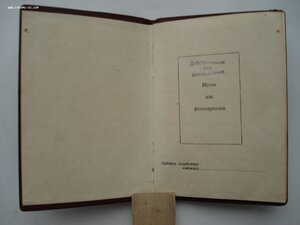 Действительно
без
фотокарточки
Место
для
фотокарточки
Подпись владельца
книжки